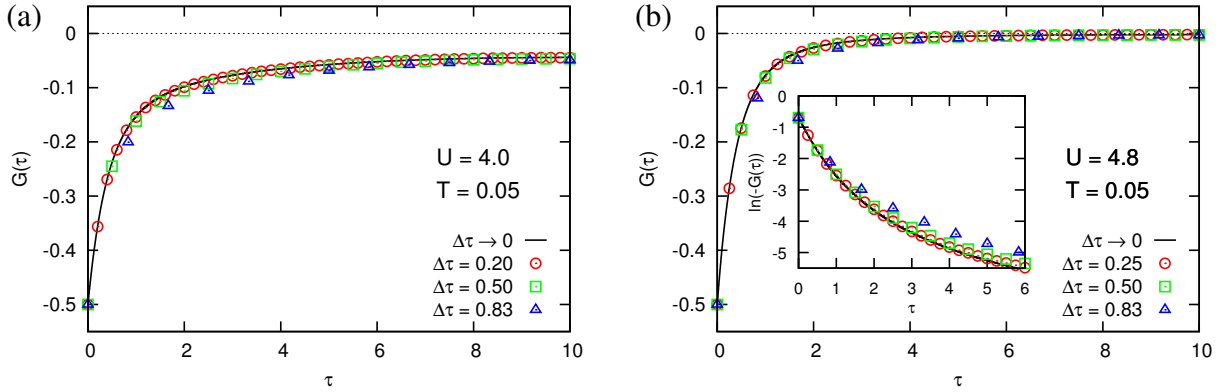 (a)
0
-0.1
-0.2
-0.3
-0.4
-0.5
G(τ)
0 2 4 6 8 10
τ
U = 4.0
T = 0.05
Δτ → 0
Δτ = 0.20
Δτ = 0.50
Δτ = 0.83
(b)
0
-0.1
-0.2
-0.3
-0.4
-0.5
G(τ)
0 2 4 6 8 10
τ
0
-1
-2
-3
-4
-5
ln(-G(τ))
0 1 2 3 4 5 6
τ
U = 4.8
T = 0.05
Δτ → 0
Δτ = 0.25
Δτ = 0.50
Δτ = 0.83